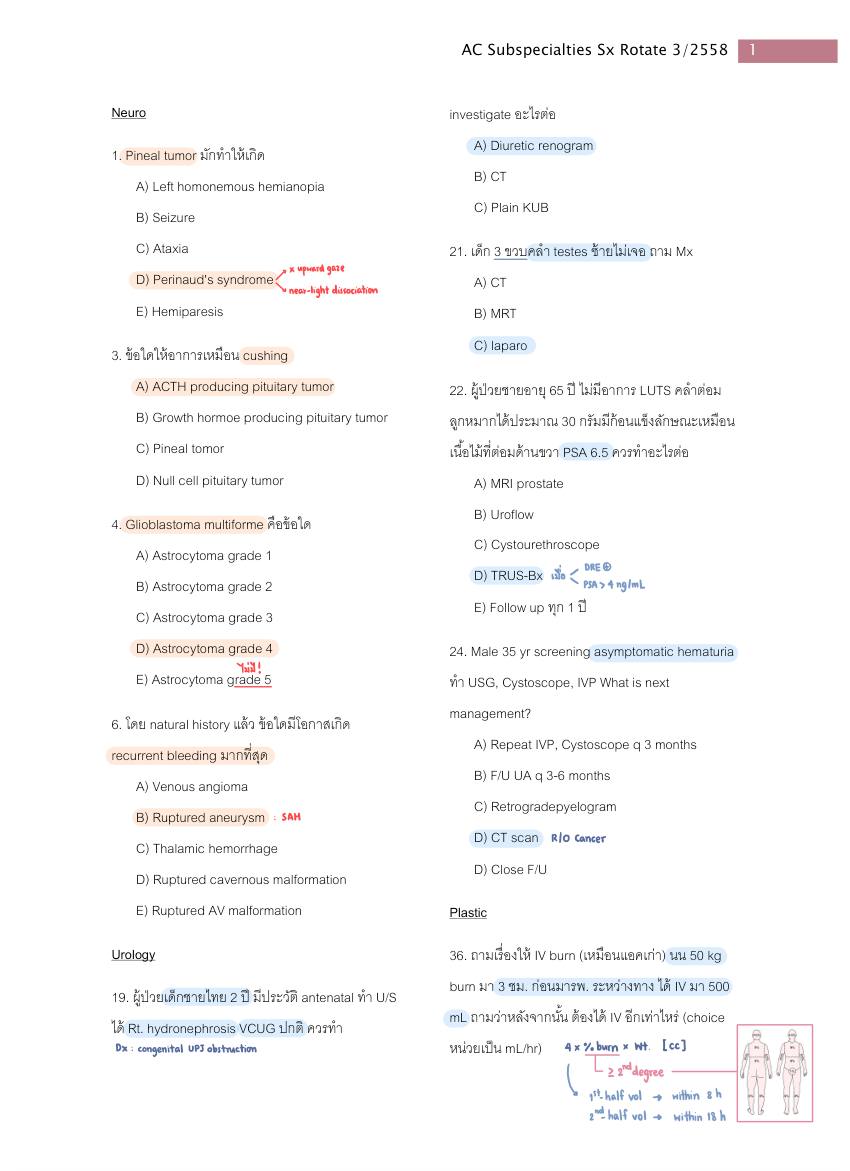 AC Subspecialties Sx Rotate 3/2558 1
Neuro
1. Pineal tumor มักทำให้เกิด
A) Left homonemous hemianopia
B) Seizure
C) Ataxia
D) Perinaud's syndrome
x upward gaze
near-light dissociation
E) Hemiparesis
3. ข้อใดให้อาการเหมือน cushing
A) ACTH producing pituitary tumor
B) Growth hormoe producing pituitary tumor
C) Pineal tomor
D) Null cell pituitary tumor
4. Glioblastoma multiforme คือข้อใด
A) Astrocytoma grade 1
B) Astrocytoma grade 2
C) Astrocytoma grade 3
D) Astrocytoma grade 4
ไม่มี!
E) Astrocytoma grade 5
6. โดย natural history แล้ว ข้อใดมีโอกาสเกิด
recurrent bleeding มากที่สุด
A) Venous angioma
B) Ruptured aneurysm : SAH
C) Thalamic hemorrhage
D) Ruptured cavernous malformation
E) Ruptured AV malformation
Urology
19. ผู้ป่วยเด็กชายไทย 2 ปี มีประวัติ antenatal ทำ U/S
ได้ Rt. hydronephrosis VCUG ปกติ ควรทำ
Dx : congenital UPJ obstruction
investigate อะไรต่อ
A) Diuretic renogram
B) CT
C) Plain KUB
21. เด็ก 3 ขวบคลำ testes ซ้ายไม่เจอ ถาม Mx
A) CT
B) MRT
C) laparo
22. ผู้ป่วยชายอายุ 65 ปี ไม่มีอาการ LUTS คลำต่อม
ลูกหมากได้ประมาณ 30 กรัมมีก้อนแข็งลักษณะเหมือน
เนื้อไม้ที่ต่อมด้านขวา PSA 6.5 ควรทำอะไรต่อ
A) MRI prostate
B) Uroflow
C) Cystourethroscope
D) TRUS-Bx เมื่อ
DRE ⊕
PSA > 4 ng/mL
E) Follow up ทุก 1 ปี
24. Male 35 yr screening asymptomatic hematuria
ทำ USG, Cystoscope, IVP What is next
management?
A) Repeat IVP, Cystoscope q 3 months
B) F/U UA q 3-6 months
C) Retrogradepyelogram
D) CT scan R/O Cancer
D) Close F/U
Plastic
36. ถามเรื่องให้ IV burn (เหมือนแอคเก่า) นน 50 kg
burn มา 3 ชม. ก่อนมารพ. ระหว่างทาง ได้ IV มา 500
mL ถามว่าหลังจากนั้น ต้องได้ IV อีกเท่าไหร่ (choice
หน่วยเป็น mL/hr) 4 x % burn x Wt. [cc]
≥ 2nd degree
1st-half vol → within 8 h
2nd-half vol → within 18 h